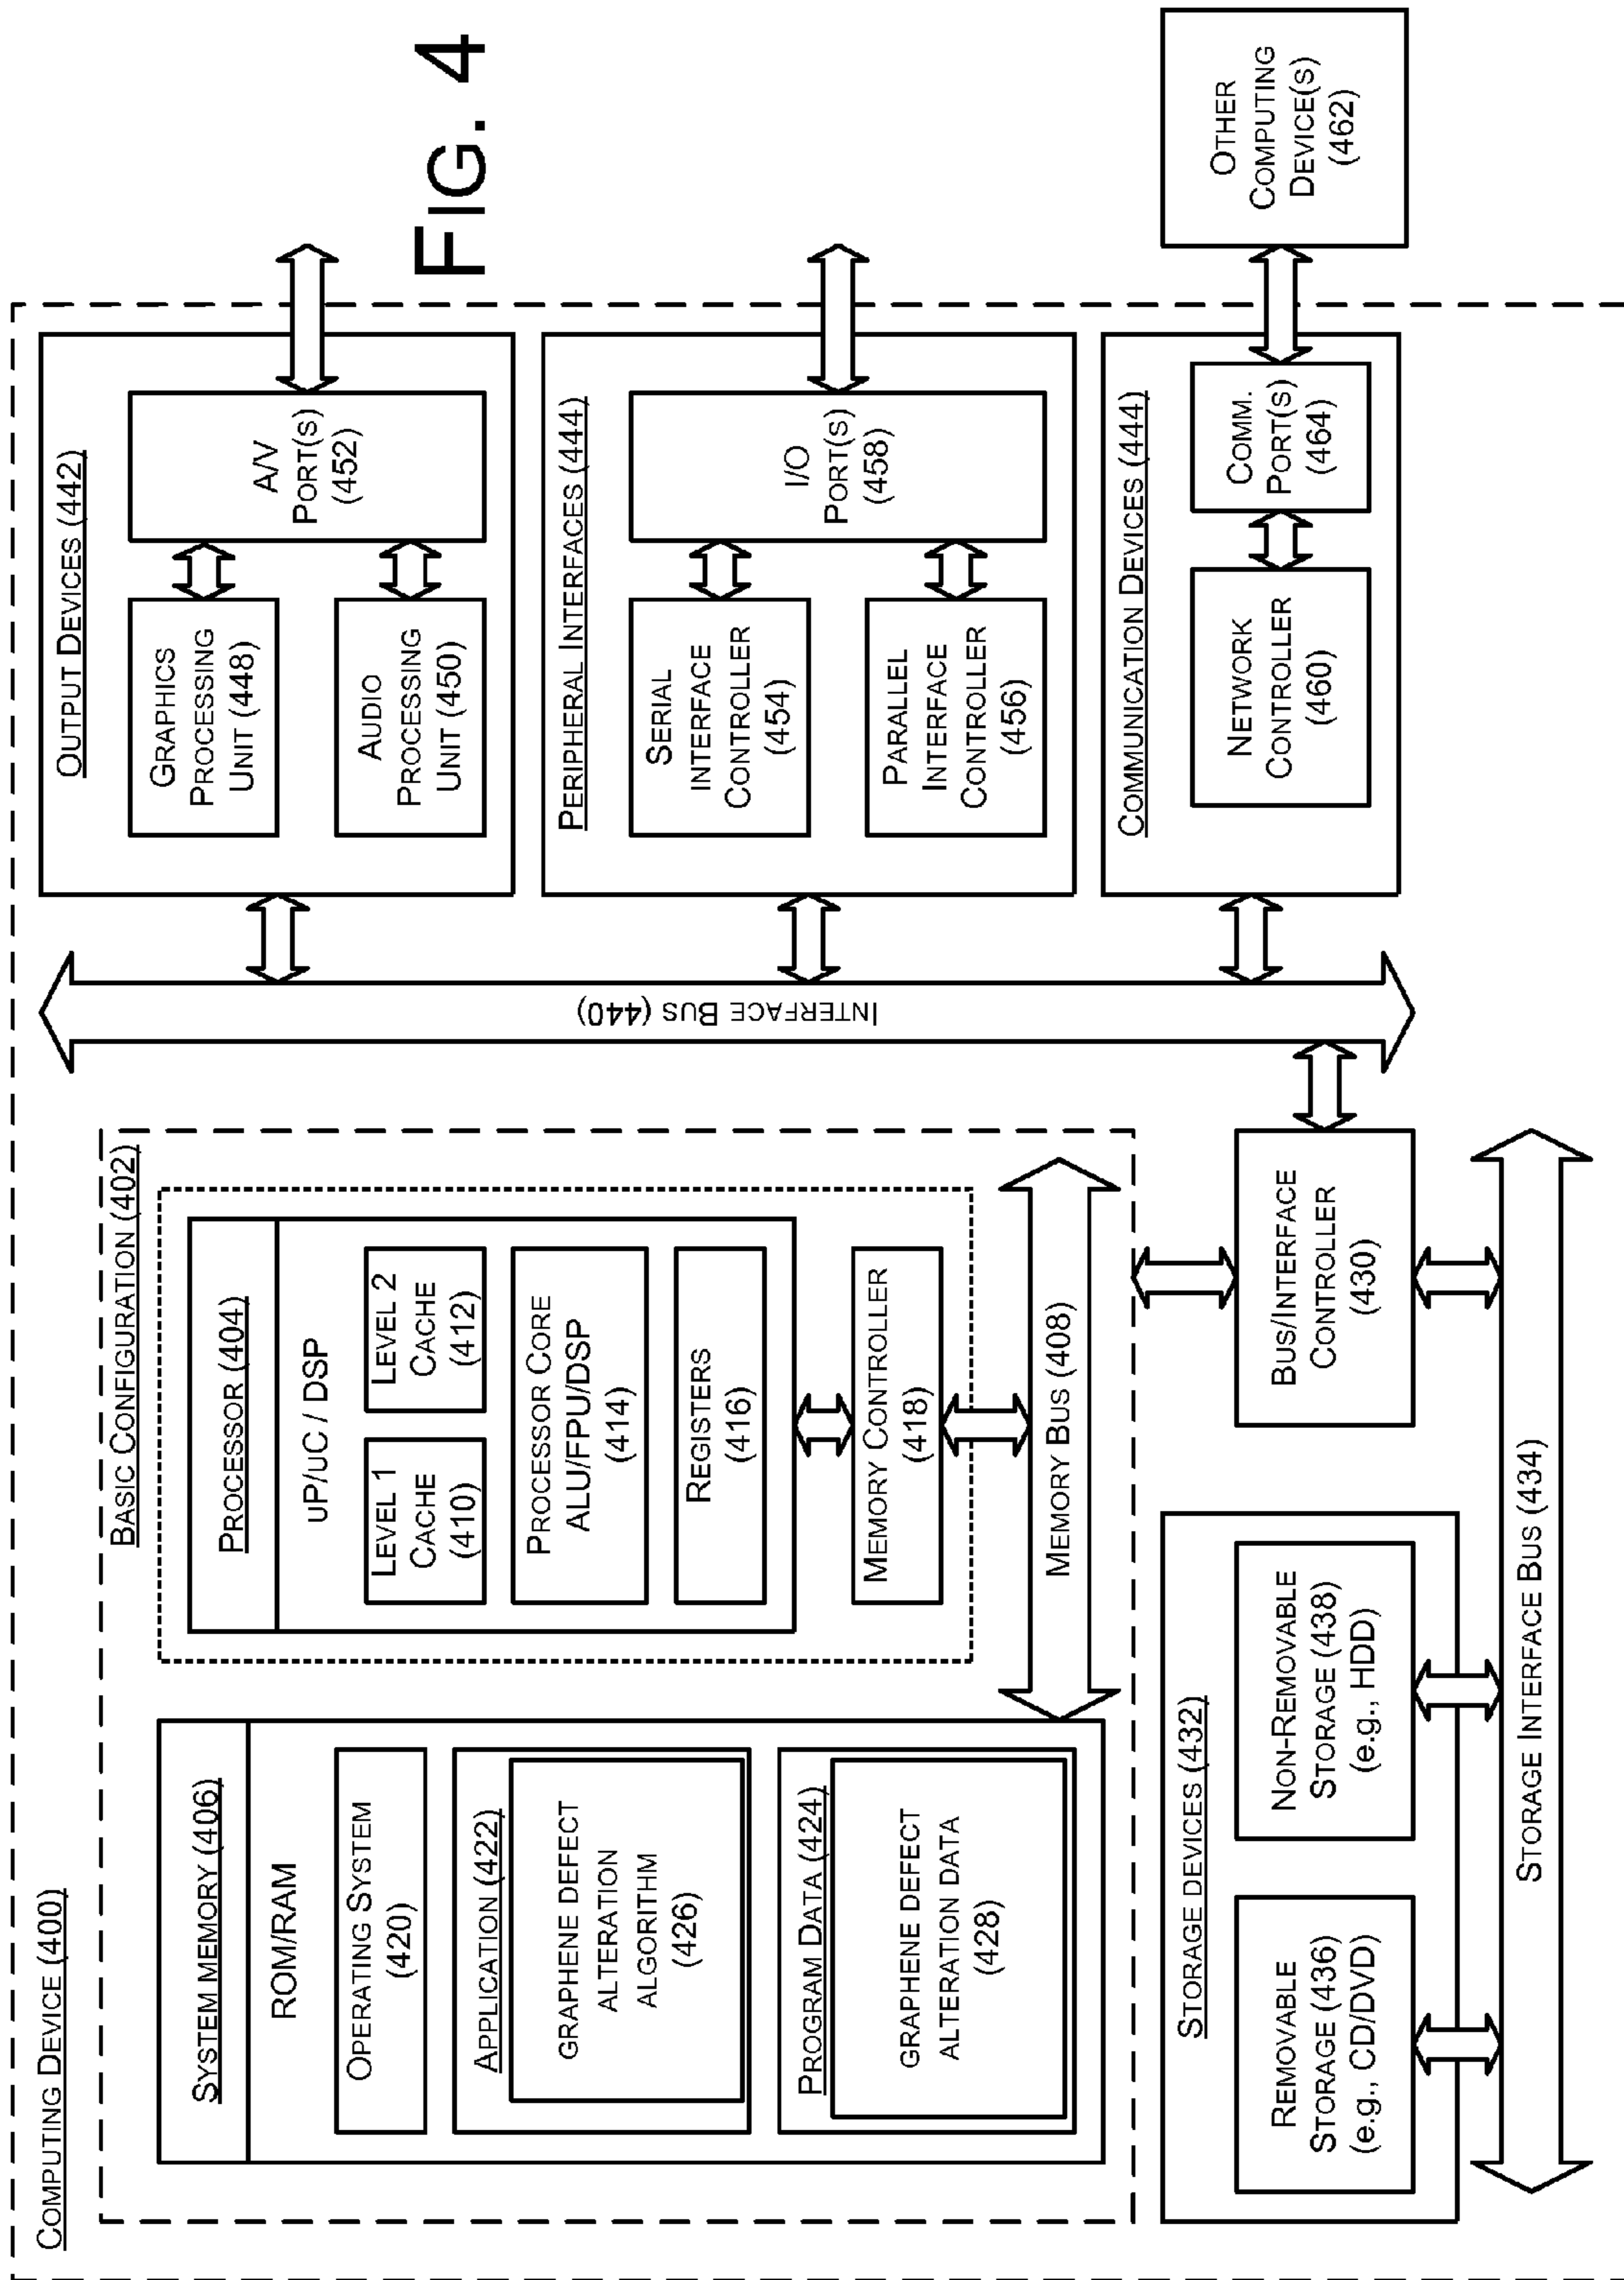 COMPUTING DEVICE (400)
BASIC CONFIGURATION (402)
SYSTEM MEMORY (406)
ROM/RAM
OPERATING SYSTEM
(420)
APPLICATION (422)
GRAPHENE DEFECT
ALTERATION
ALGORITHM
(426)
PROGRAM DATA (424)
GRAPHENE DEFECT
ALTERATION DATA
(428)
PROCESSOR (404)
uP/uC / DSP
LEVEL 1
CACHE
(410)
LEVEL 2
CACHE
(412)
PROCESSOR CORE
ALU/FPU/DSP
(414)
REGISTERS
(416)
MEMORY CONTROLLER
(418)
MEMORY BUS (408)
STORAGE DEVICES (432)
REMOVABLE
STORAGE (436)
(e.g., CD/DVD)
NON-REMOVABLE
STORAGE (438)
(e.g., HDD)
BUS/INTERFACE
CONTROLLER
(430)
STORAGE INTERFACE BUS (434)
INTERFACE BUS (440)
OUTPUT DEVICES (442)
GRAPHICS
PROCESSING
UNIT (448)
AUDIO
PROCESSING
UNIT (450)
A/V
PORT(S)
(452)
PERIPHERAL INTERFACES (444)
SERIAL
INTERFACE
CONTROLLER
(454)
PARALLEL
INTERFACE
CONTROLLER
(456)
I/O
PORT(S)
(458)
COMMUNICATION DEVICES (444)
NETWORK
CONTROLLER
(460)
COMM.
PORT(S)
(464)
OTHER
COMPUTING
DEVICE(S)
(462)
FIG. 4